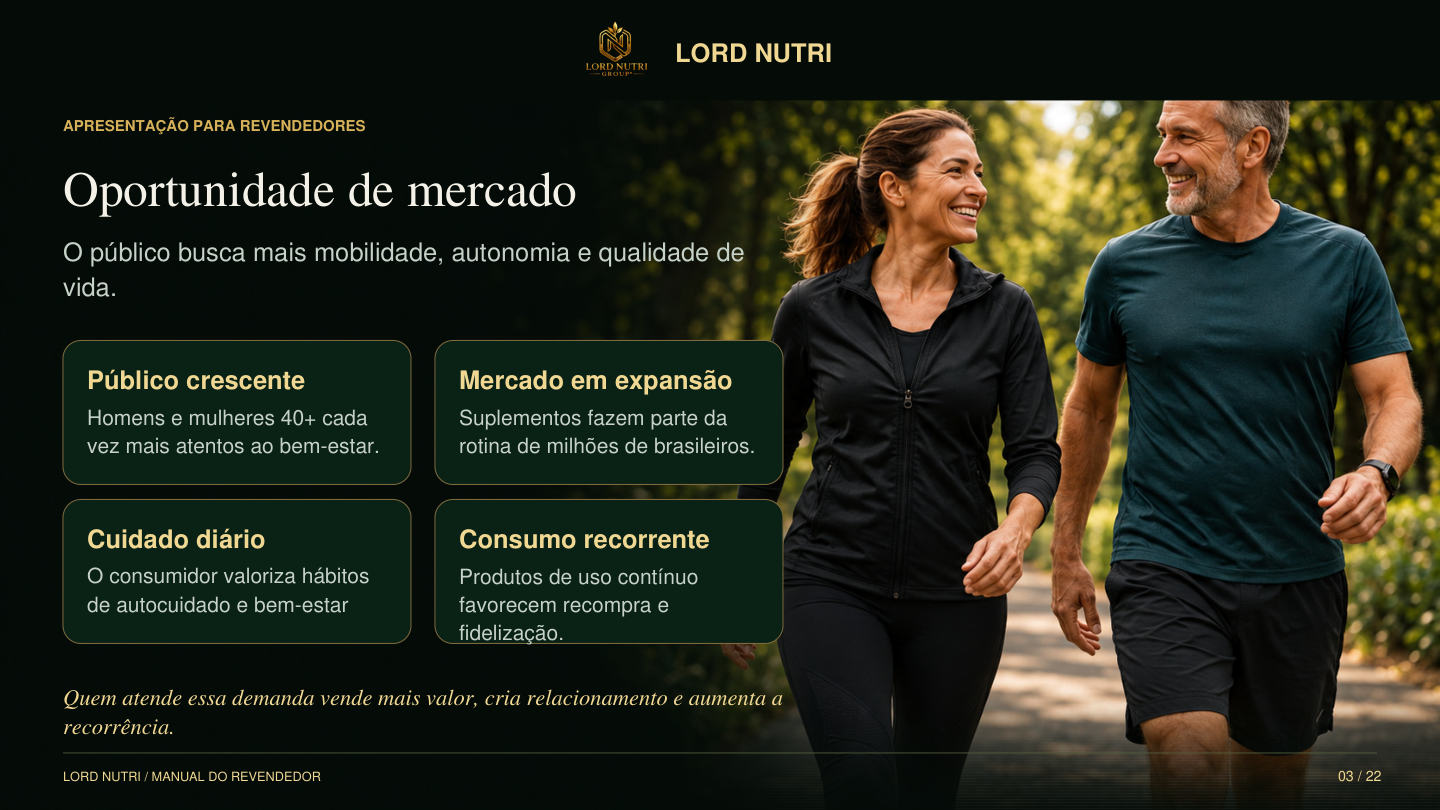 LORD NUTRI
GROUP
LORD NUTRI
APRESENTAÇÃO PARA REVENDEDORES
Oportunidade de mercado
O público busca mais mobilidade, autonomia e qualidade de
vida.
Público crescente
Homens e mulheres 40+ cada
vez mais atentos ao bem-estar.
Mercado em expansão
Suplementos fazem parte da
rotina de milhões de brasileiros.
Cuidado diário
O consumidor valoriza hábitos
de autocuidado e bem-estar
Consumo recorrente
Produtos de uso contínuo
favorecem recompra e
fidelização.
Quem atende essa demanda vende mais valor, cria relacionamento e aumenta a
recorrência.
LORD NUTRI / MANUAL DO REVENDEDOR
03 / 22